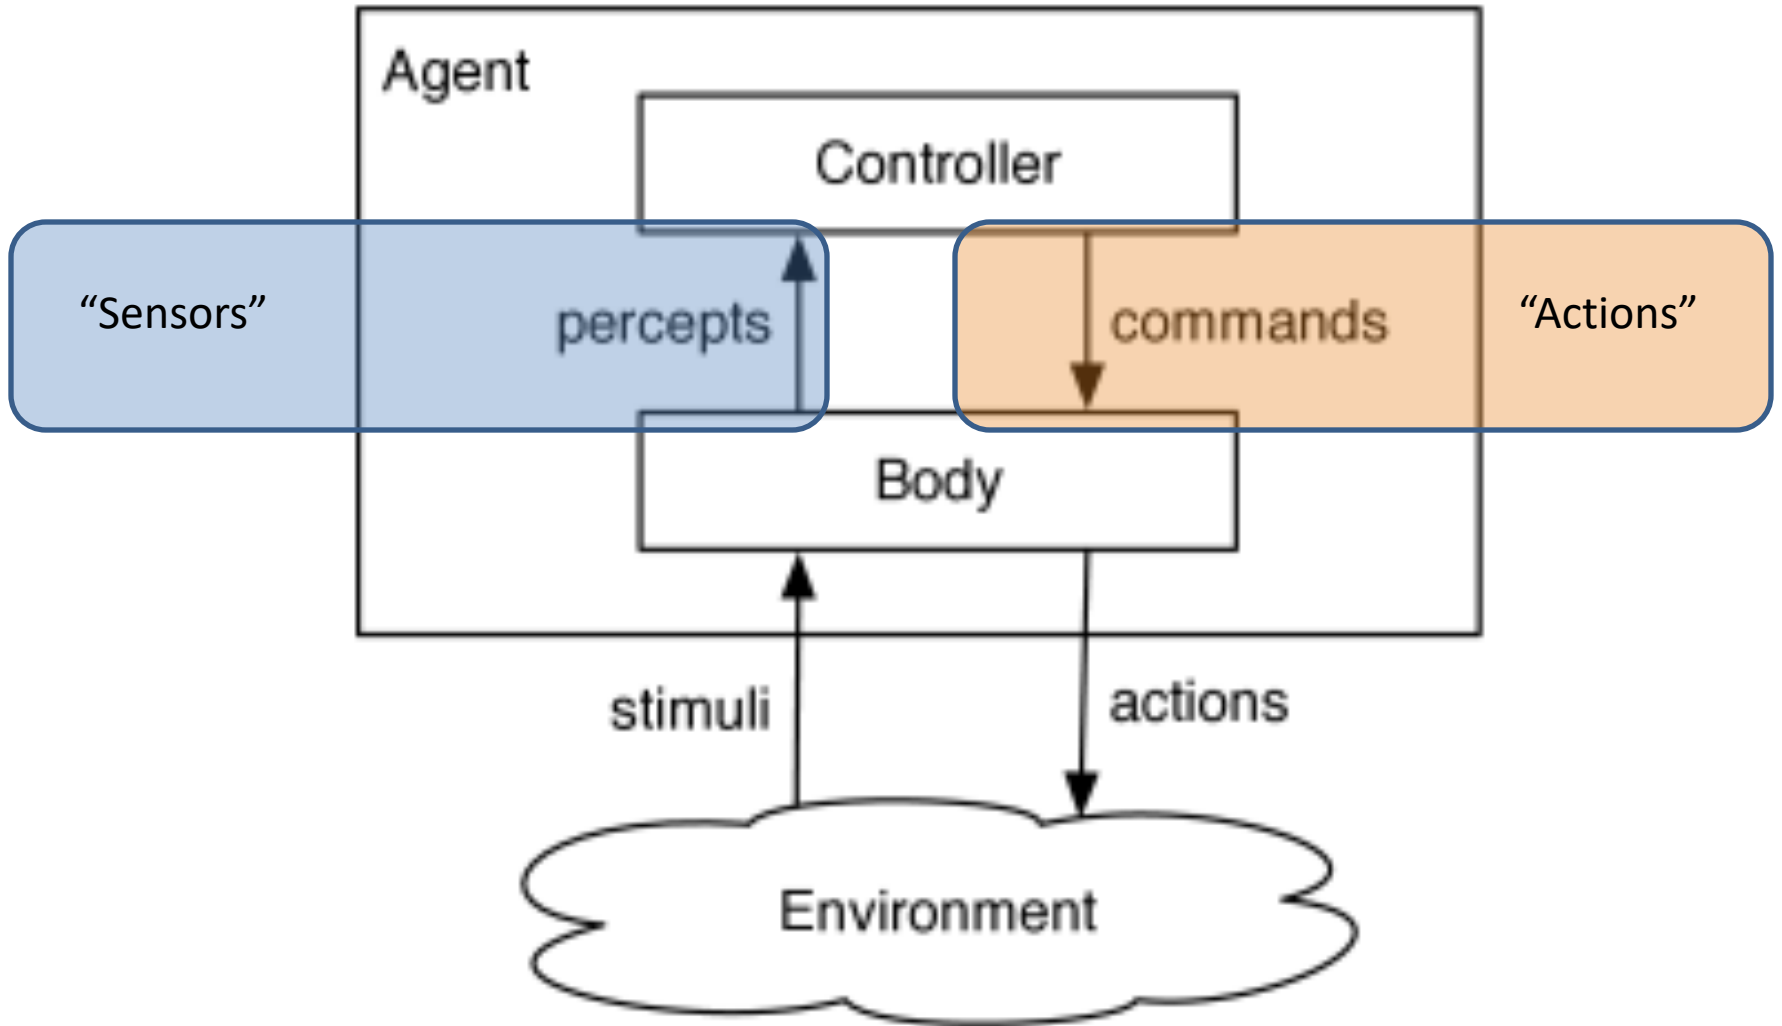 Agent
Controller
“Sensors”
percepts
commands
“Actions”
Body
stimuli
actions
Environment